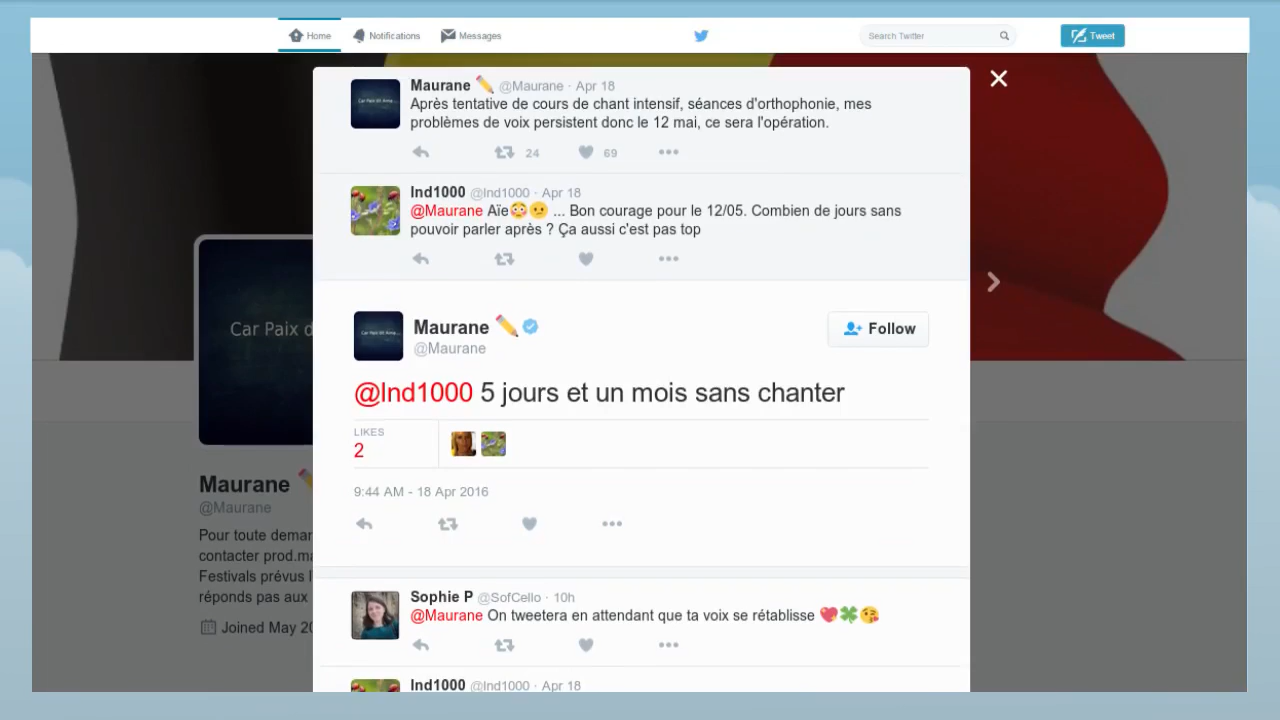 Home Notifications Messages Search Twitter Tweet
Maurane ✏️ @Maurane · Apr 18
Après tentative de cours de chant intensif, séances d'orthophonie, mes
problèmes de voix persistent donc le 12 mai, ce sera l'opération.
24 69
lnd1000 @lnd1000 · Apr 18
@Maurane Aïe😳😕 ... Bon courage pour le 12/05. Combien de jours sans
pouvoir parler après ? Ça aussi c'est pas top
Maurane ✏️
@Maurane
Follow
@lnd1000 5 jours et un mois sans chanter
LIKES
2
9:44 AM - 18 Apr 2016
Sophie P @SofCello · 10h
@Maurane On tweetera en attendant que ta voix se rétablisse 💖🍀😘
lnd1000 @lnd1000 · Apr 18
Car Paix d
Maurane
@Maurane
Pour toute demar
contacter prod.ma
Festivals prévus l
réponds pas aux
Joined May 20